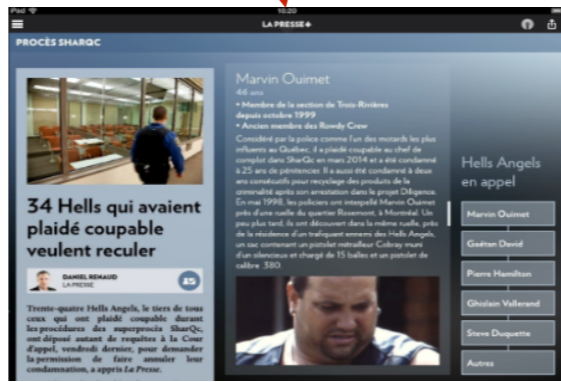 iPad
18:20
LA PRESSE+
PROCÈS SHARQC
34 Hells qui avaient
plaidé coupable
veulent reculer
DANIEL RENAUD
LA PRESSE
15
Trente-quatre Hells Angels, le tiers de tous
ceux qui ont plaidé coupable durant
les procédures des superprocès SharQc,
ont déposé autant de requêtes à la Cour
d'appel, vendredi dernier, pour demander
la permission de faire annuler leur
condamnation, a appris La Presse.
Marvin Ouimet
46 ans
• Membre de la section de Trois-Rivières
depuis octobre 1999
• Ancien membre des Rowdy Crew
Considéré par la police comme l'un des motards les plus
influents au Québec, il a plaidé coupable au chef de
complot dans SharQc en mars 2014 et a été condamné
à 25 ans de pénitencier. Il a aussi été condamné à deux
ans consécutifs pour recyclage des produits de la
criminalité après son arrestation dans le projet Diligence.
En mai 1998, les policiers ont interpellé Marvin Ouimet
près d'une ruelle du quartier Rosemont, à Montréal. Un
peu plus tard, ils ont découvert dans la même ruelle, près
de la résidence d'un trafiquant ennemi des Hells Angels,
un sac contenant un pistolet mitrailleur Cobray muni
d'un silencieux et chargé de 15 balles et un pistolet de
calibre .380.
Hells Angels
en appel
Marvin Ouimet
Gaétan David
Pierre Hamilton
Ghislain Vallerand
Steve Duquette
Autres